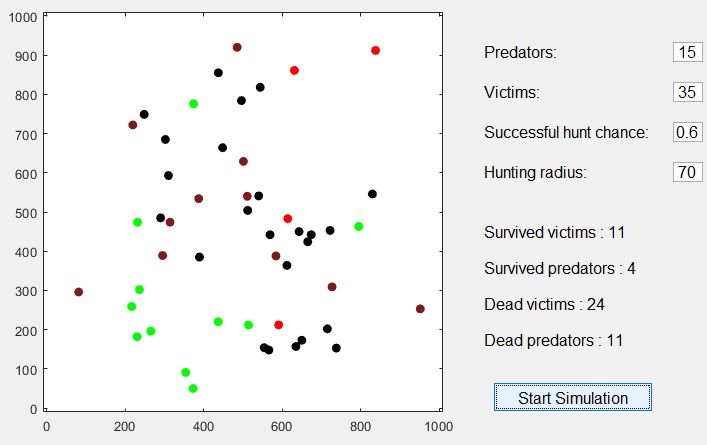 1000
900
800
700
600
500
400
300
200
100
0
0 200 400 600 800 1000
Predators: 15
Victims: 35
Successful hunt chance: 0.6
Hunting radius: 70
Survived victims : 11
Survived predators : 4
Dead victims : 24
Dead predators : 11
Start Simulation